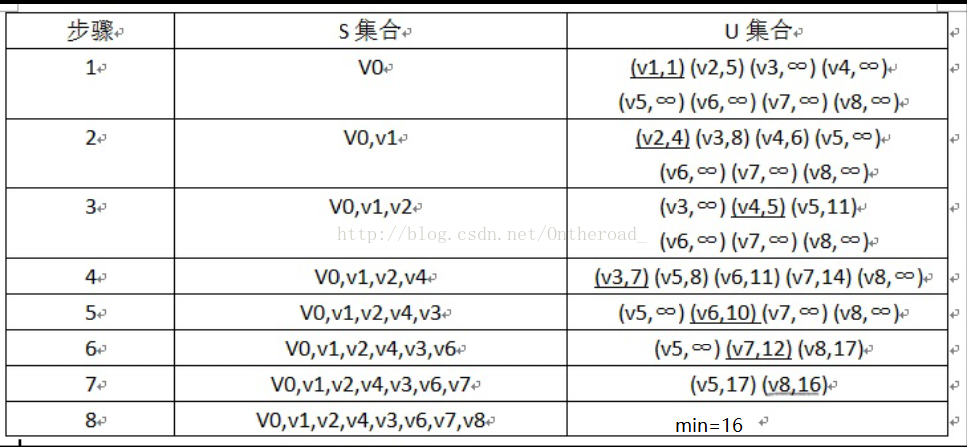 步骤 S 集合 U 集合
1 V0 (v1,1) (v2,5) (v3,∞) (v4,∞)
(v5,∞) (v6,∞) (v7,∞) (v8,∞)
2 V0,v1 (v2,4) (v3,8) (v4,6) (v5,∞)
(v6,∞) (v7,∞) (v8,∞)
3 V0,v1,v2 (v3,∞) (v4,5) (v5,11)
http://blog.csdn.net/Ontheroad_
(v6,∞) (v7,∞) (v8,∞)
4 V0,v1,v2,v4 (v3,7) (v5,8) (v6,11) (v7,14) (v8,∞)
5 V0,v1,v2,v4,v3 (v5,∞) (v6,10) (v7,∞) (v8,∞)
6 V0,v1,v2,v4,v3,v6 (v5,∞) (v7,12) (v8,17)
7 V0,v1,v2,v4,v3,v6,v7 (v5,17) (v8,16)
8 V0,v1,v2,v4,v3,v6,v7,v8 min=16